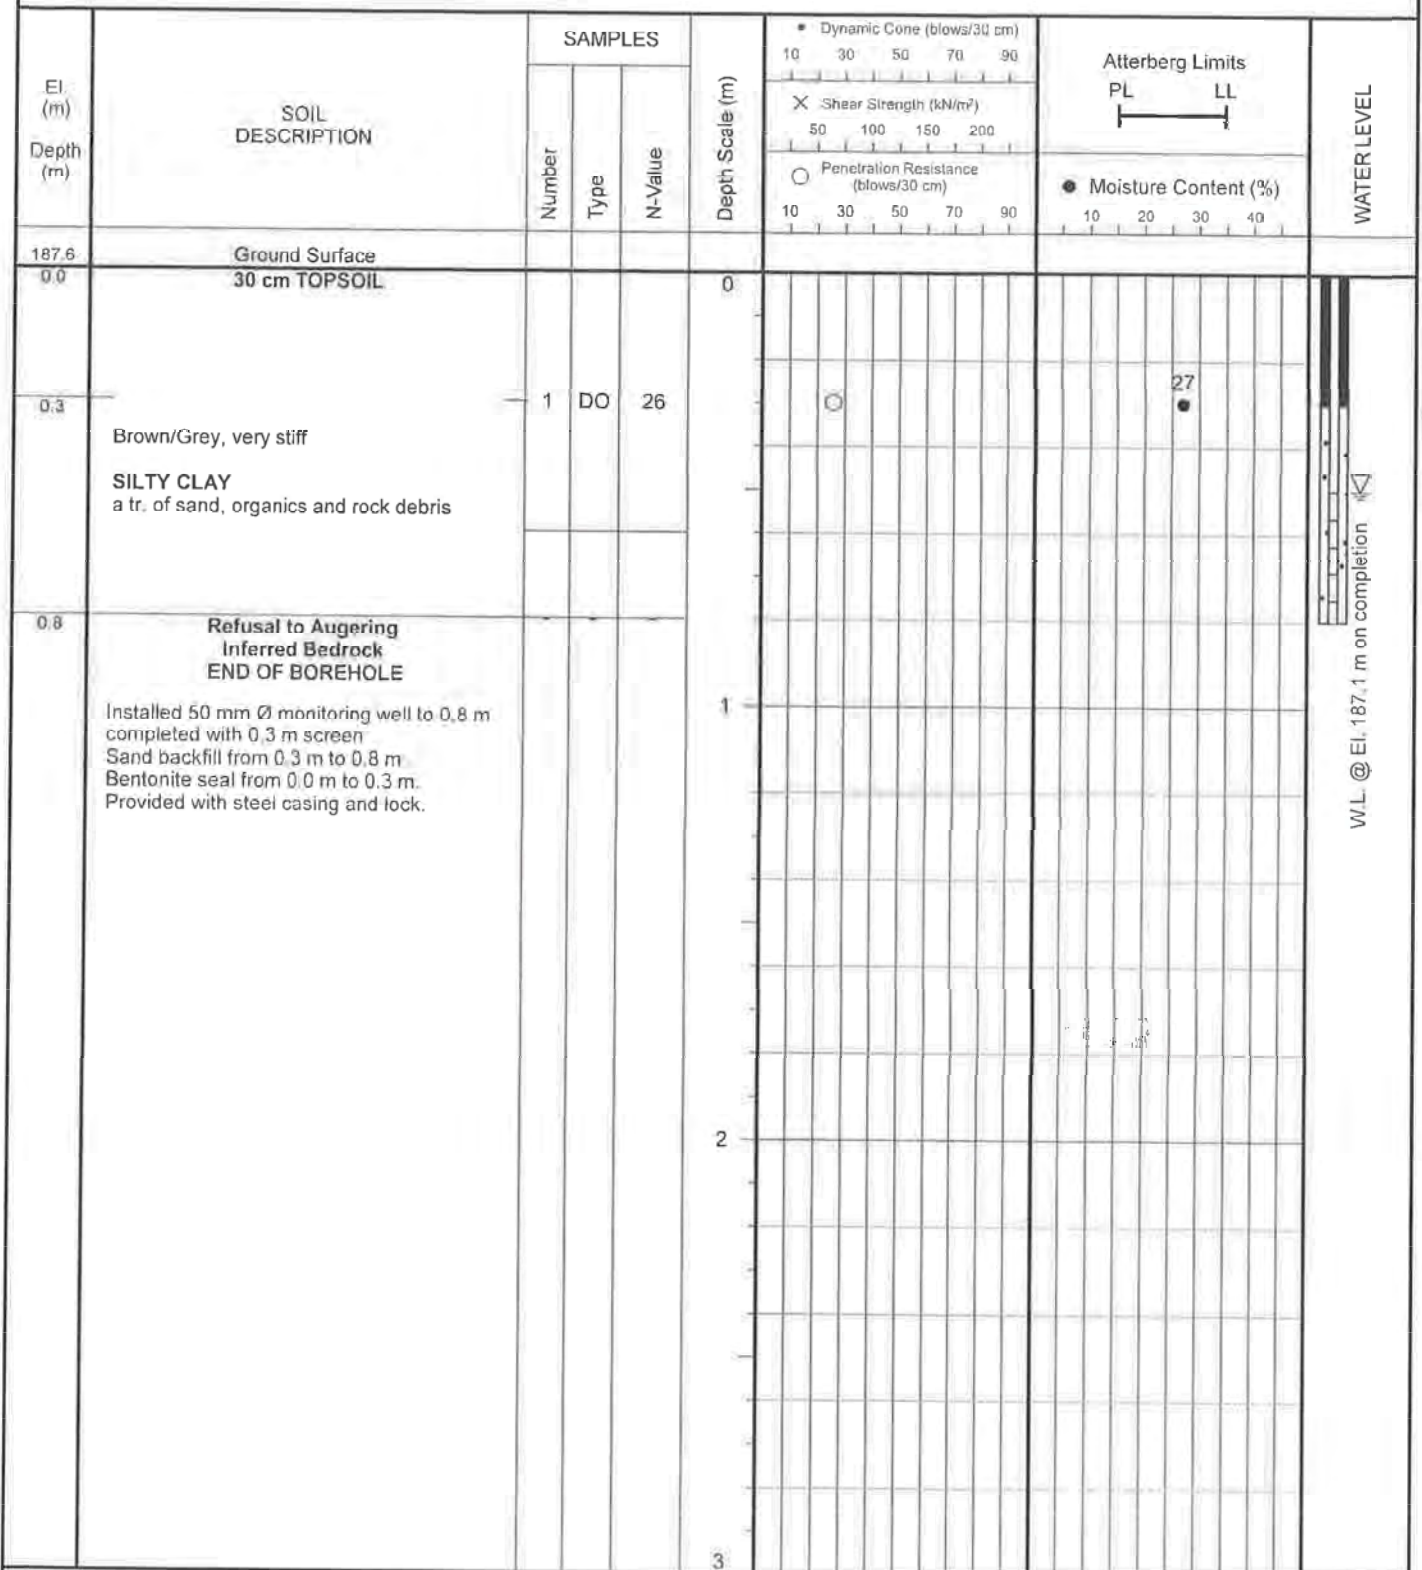 El.
(m)
Depth
(m)
SOIL
DESCRIPTION
SAMPLES
Number
Type
N-Value
Depth Scale (m)
• Dynamic Cone (blows/30 cm)
10 30 50 70 90
X Shear Strength (kN/m²)
50 100 150 200
○ Penetration Resistance
(blows/30 cm)
10 30 50 70 90
Atterberg Limits
PL LL
● Moisture Content (%)
10 20 30 40
WATER LEVEL
187.6
Ground Surface
0.0
30 cm TOPSOIL
0
27
0.3
1 DO 26
Brown/Grey, very stiff
SILTY CLAY
a tr. of sand, organics and rock debris
0.8
Refusal to Augering
Inferred Bedrock
END OF BOREHOLE
Installed 50 mm Ø monitoring well to 0.8 m
completed with 0.3 m screen
Sand backfill from 0.3 m to 0.8 m
Bentonite seal from 0.0 m to 0.3 m.
Provided with steel casing and lock.
1
2
3
W.L. @ El. 187.1 m on completion